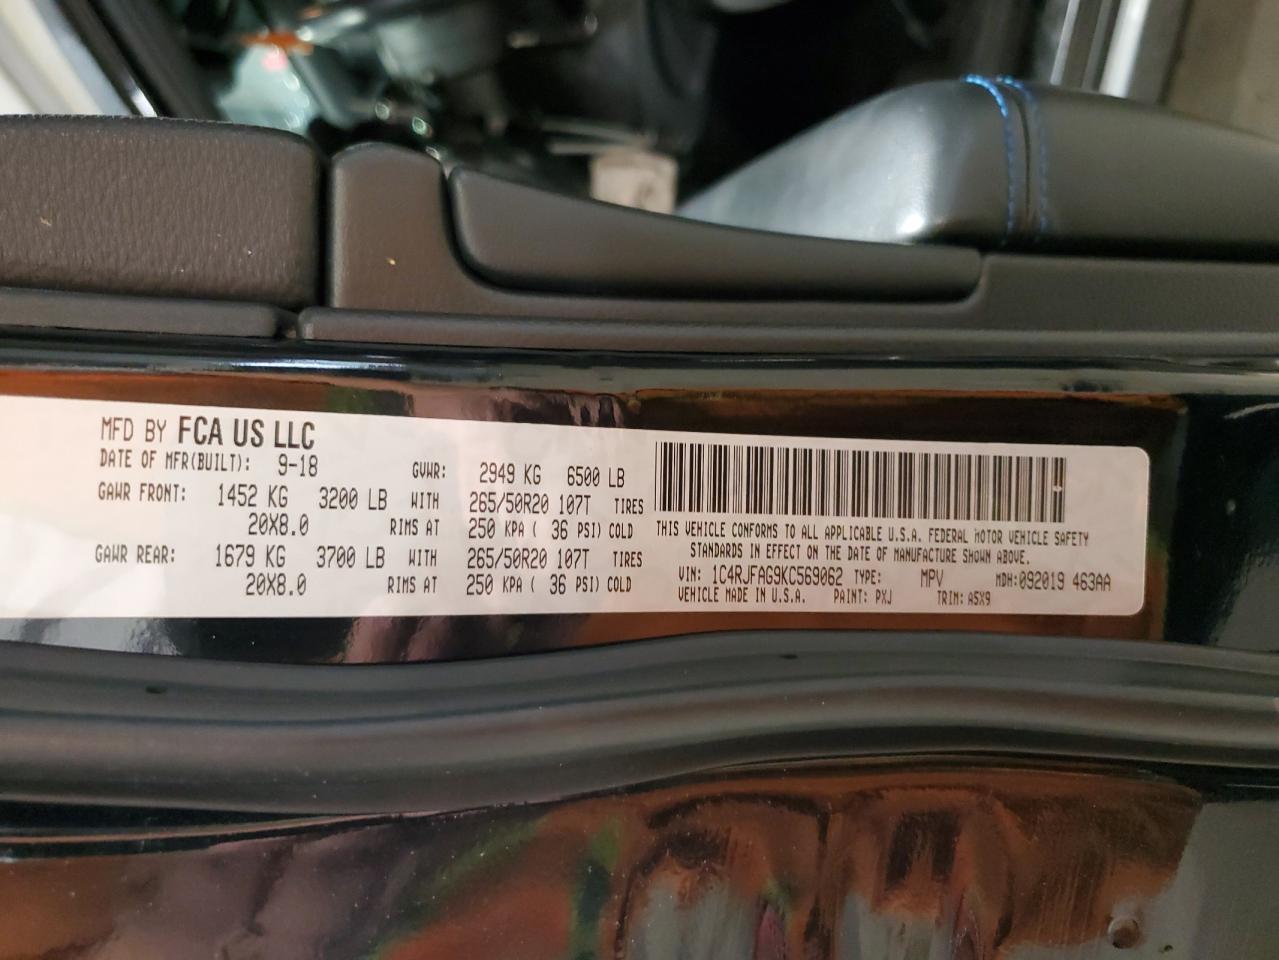 MFD BY FCA US LLC
DATE OF MFR(BUILT): 9-18 GVWR: 2949 KG 6500 LB
GAWR FRONT: 1452 KG 3200 LB WITH 265/50R20 107T TIRES
20X8.0 RIMS AT 250 KPA ( 36 PSI) COLD
GAWR REAR: 1679 KG 3700 LB WITH 265/50R20 107T TIRES
20X8.0 RIMS AT 250 KPA ( 36 PSI) COLD
THIS VEHICLE CONFORMS TO ALL APPLICABLE U.S.A. FEDERAL MOTOR VEHICLE SAFETY
STANDARDS IN EFFECT ON THE DATE OF MANUFACTURE SHOWN ABOVE.
VIN: 1C4RJFAG9KC569062 TYPE: MPV MDH:092019 463AA
VEHICLE MADE IN U.S.A. PAINT: PXJ TRIM: A5X9